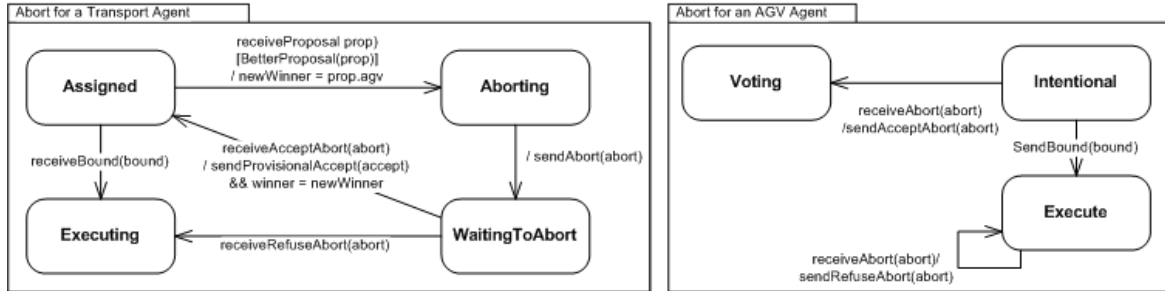 Abort for a Transport Agent
receiveProposal prop)
[BetterProposal(prop)]
/ newWinner = prop.agv
Assigned
Aborting
receiveAcceptAbort(abort)
/ sendProvisionalAccept(accept)
&& winner = newWinner
receiveBound(bound)
/ sendAbort(abort)
Executing
WaitingToAbort
receiveRefuseAbort(abort)
Abort for an AGV Agent
Voting
Intentional
receiveAbort(abort)
/sendAcceptAbort(abort)
SendBound(bound)
Execute
receiveAbort(abort)/
sendRefuseAbort(abort)